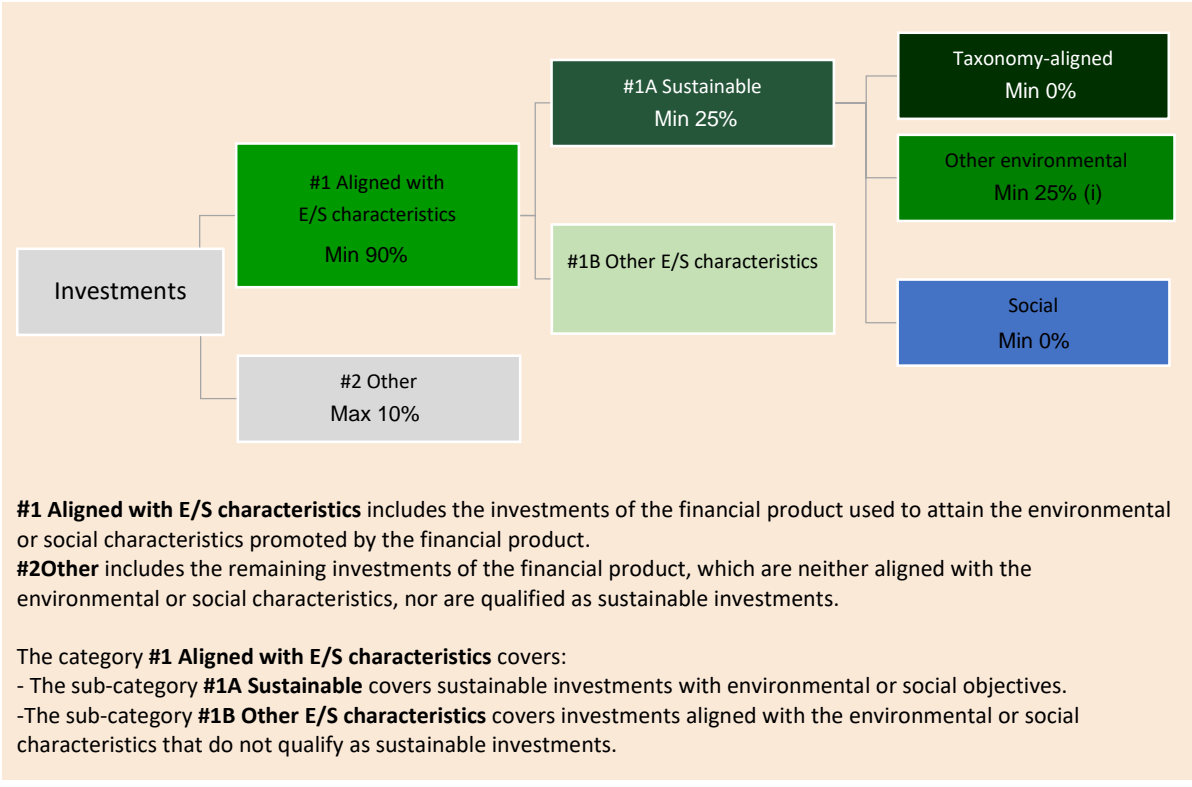 Taxonomy-aligned
Min 0%
#1A Sustainable
Min 25%
Other environmental
Min 25% (i)
#1 Aligned with
E/S characteristics
Min 90%
#1B Other E/S characteristics
Investments
Social
Min 0%
#2 Other
Max 10%
#1 Aligned with E/S characteristics includes the investments of the financial product used to attain the environmental
or social characteristics promoted by the financial product.
#2Other includes the remaining investments of the financial product, which are neither aligned with the
environmental or social characteristics, nor are qualified as sustainable investments.
The category #1 Aligned with E/S characteristics covers:
- The sub-category #1A Sustainable covers sustainable investments with environmental or social objectives.
-The sub-category #1B Other E/S characteristics covers investments aligned with the environmental or social
characteristics that do not qualify as sustainable investments.